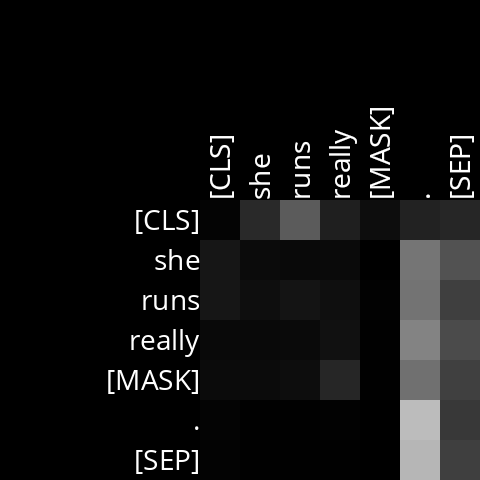 [CLS] she runs really [MASK] . [SEP]
[CLS]
she
runs
really
[MASK]
.
[SEP]